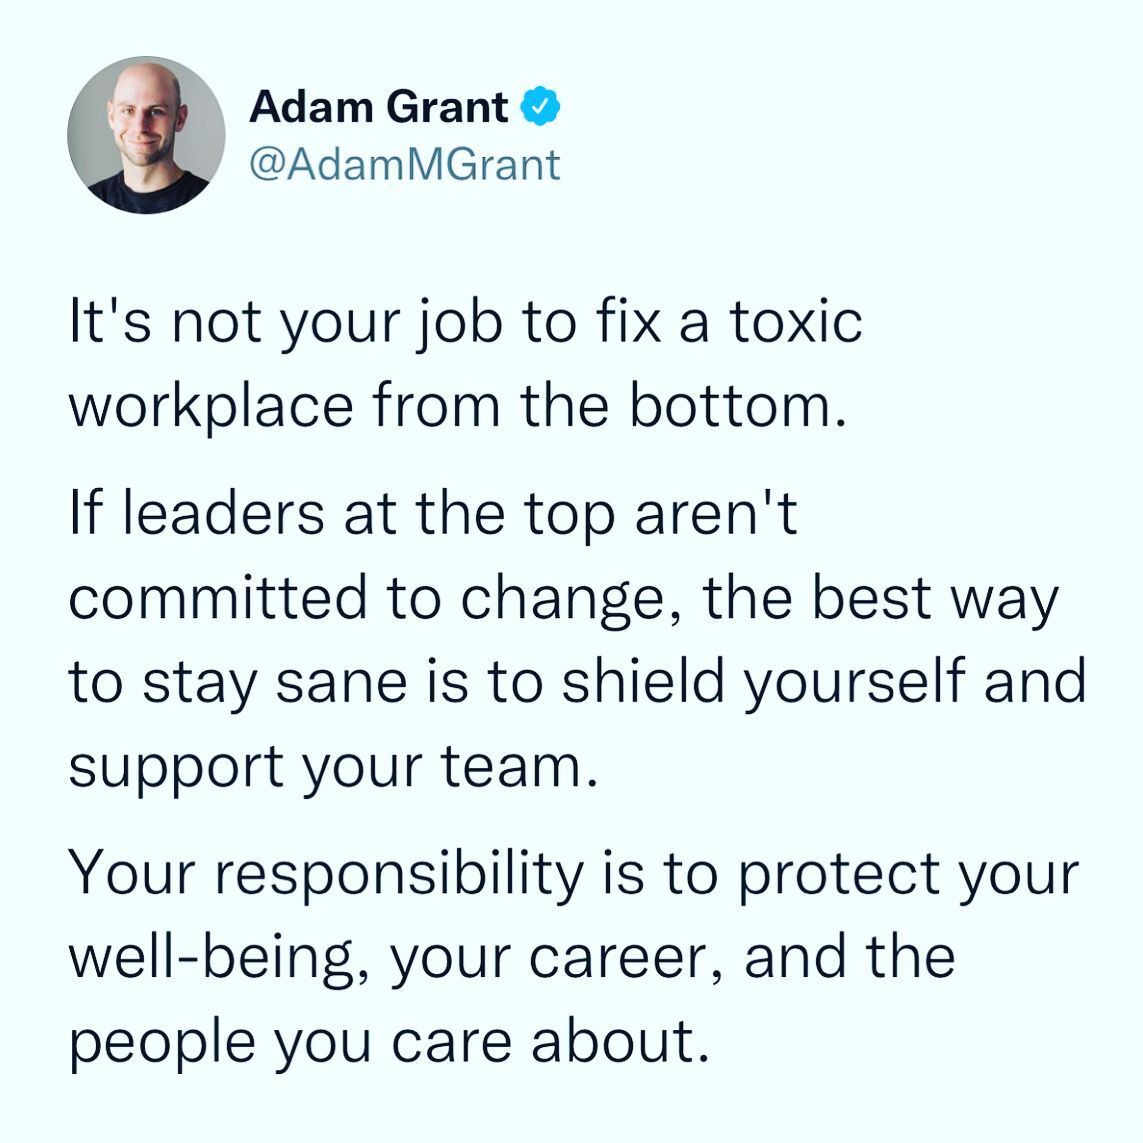 Adam Grant
@AdamMGrant
It's not your job to fix a toxic
workplace from the bottom.
If leaders at the top aren't
committed to change, the best way
to stay sane is to shield yourself and
support your team.
Your responsibility is to protect your
well-being, your career, and the
people you care about.